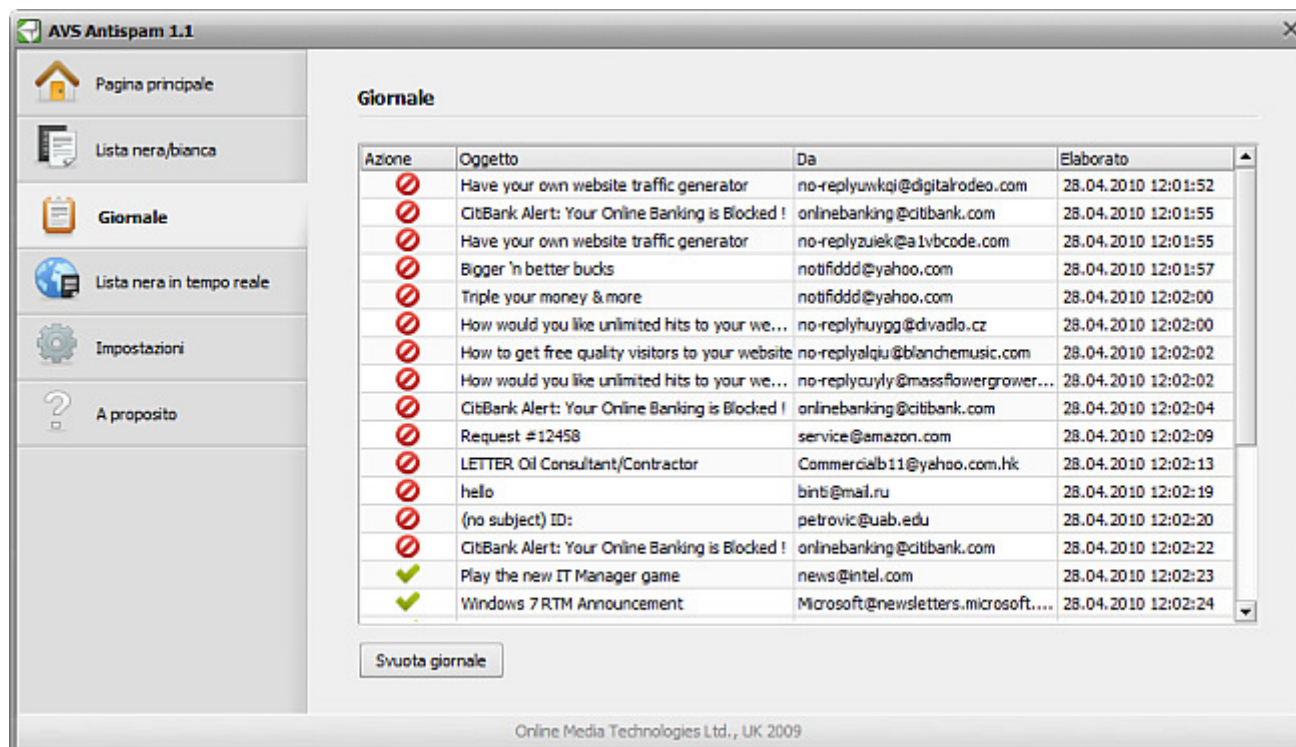 AVS Antispam 1.1
Pagina principale
Lista nera/bianca
Giornale
Lista nera in tempo reale
Impostazioni
A proposito
Giornale
Azione Oggetto Da Elaborato
Have your own website traffic generator no-replyuwkqi@digitalrodeo.com 28.04.2010 12:01:52
CitiBank Alert: Your Online Banking is Blocked ! onlinebanking@citibank.com 28.04.2010 12:01:55
Have your own website traffic generator no-replyzuiek@a1vbcode.com 28.04.2010 12:01:55
Bigger 'n better bucks notifiddd@yahoo.com 28.04.2010 12:01:57
Triple your money & more notifiddd@yahoo.com 28.04.2010 12:02:00
How would you like unlimited hits to your we... no-replyhuygg@divadlo.cz 28.04.2010 12:02:00
How to get free quality visitors to your website no-replyalqiu@blanchemusic.com 28.04.2010 12:02:02
How would you like unlimited hits to your we... no-replycuyly@massflowergrower... 28.04.2010 12:02:02
CitiBank Alert: Your Online Banking is Blocked ! onlinebanking@citibank.com 28.04.2010 12:02:04
Request #12458 service@amazon.com 28.04.2010 12:02:09
LETTER Oil Consultant/Contractor Commercialb11@yahoo.com.hk 28.04.2010 12:02:13
hello binti@mail.ru 28.04.2010 12:02:19
(no subject) ID: petrovic@uab.edu 28.04.2010 12:02:20
CitiBank Alert: Your Online Banking is Blocked ! onlinebanking@citibank.com 28.04.2010 12:02:22
Play the new IT Manager game news@intel.com 28.04.2010 12:02:23
Windows 7 RTM Announcement Microsoft@newsletters.microsoft.... 28.04.2010 12:02:24
Svuota giornale
Online Media Technologies Ltd., UK 2009